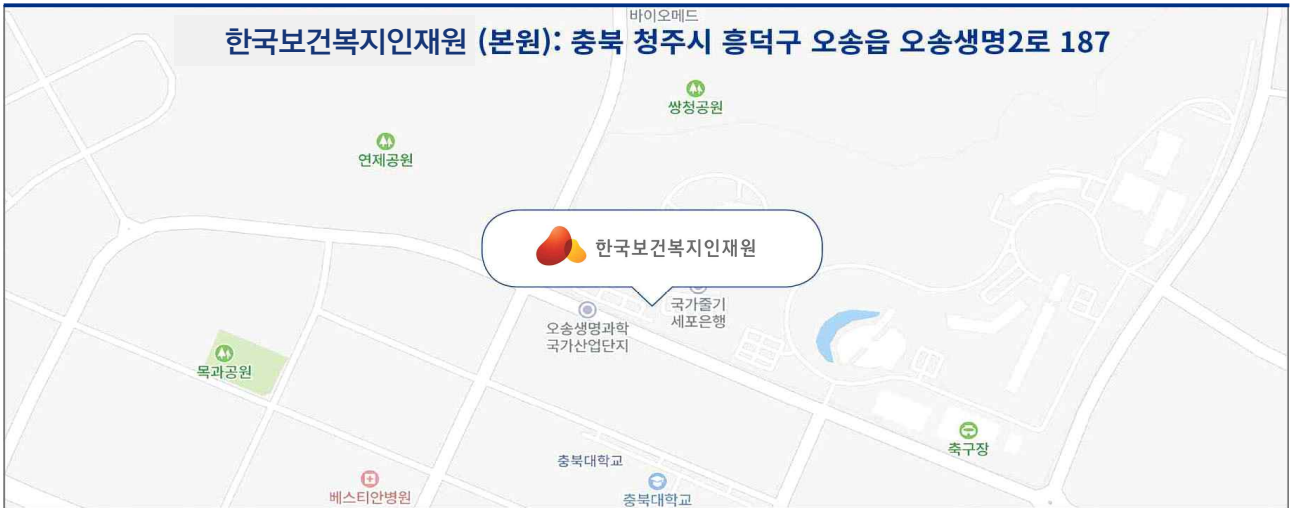 바이오메드
한국보건복지인재원 (본원): 충북 청주시 흥덕구 오송읍 오송생명2로 187
쌍청공원
연제공원
한국보건복지인재원
국가줄기
세포은행
오송생명과학
국가산업단지
목과공원
축구장
충북대학교
베스티안병원
충북대학교